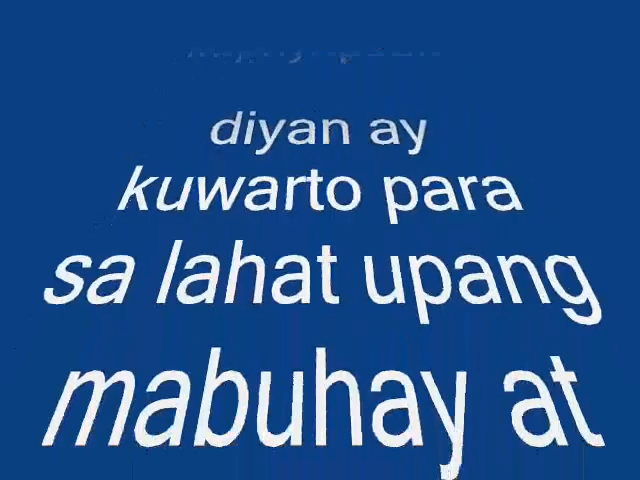 diyan ay
kuwarto para
sa lahat upang
mabuhay at